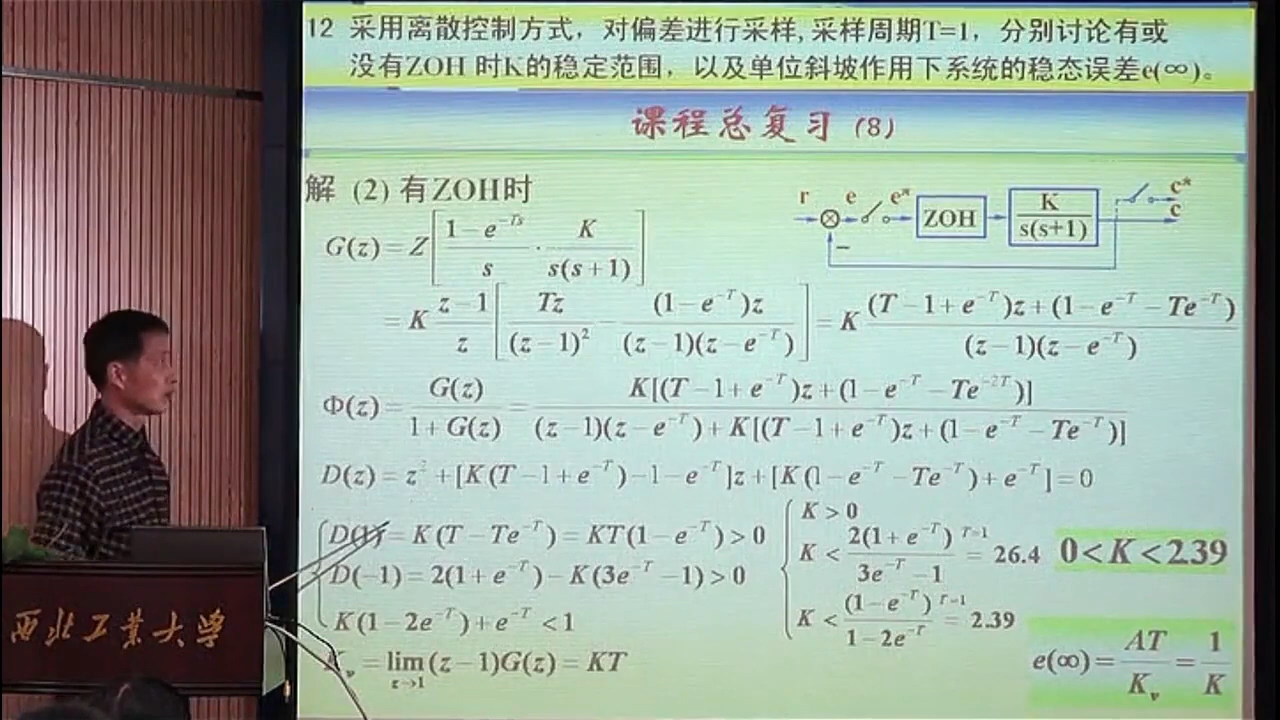 12 采用离散控制方式，对偏差进行采样, 采样周期T=1，分别讨论有或
没有ZOH 时K的稳定范围，以及单位斜坡作用下系统的稳态误差e(∞)。
课程总复习 (8)
解 (2) 有ZOH时
r e e* ZOH K/s(s+1) c* c
−
G(z) = Z[(1−e^{−Ts})/s · K/(s(s+1))]
= K (z−1)/z [Tz/(z−1)² − (1−e^{−T})z/((z−1)(z−e^{−T}))] = K ((T−1+e^{−T})z+(1−e^{−T}−Te^{−T}))/((z−1)(z−e^{−T}))
Φ(z) = G(z)/(1+G(z)) = K[(T−1+e^{−T})z+(1−e^{−T}−Te^{−2T})]/((z−1)(z−e^{−T})+K[(T−1+e^{−T})z+(1−e^{−T}−Te^{−T})])
D(z) = z²+[K(T−1+e^{−T})−1−e^{−T}]z+[K(1−e^{−T}−Te^{−T})+e^{−T}]=0
D(1) = K(T−Te^{−T}) = KT(1−e^{−T}) > 0
D(−1) = 2(1+e^{−T})−K(3e^{−T}−1) > 0
K(1−2e^{−T})+e^{−T} < 1
K > 0
K < 2(1+e^{−T})/(3e^{−T}−1) T=1 = 26.4
K < (1−e^{−T})/(1−2e^{−T}) T=1 = 2.39
0<K<2.39
K_v = lim_{z→1}(z−1)G(z) = KT
e(∞) = AT/K_v = 1/K
西北工业大学